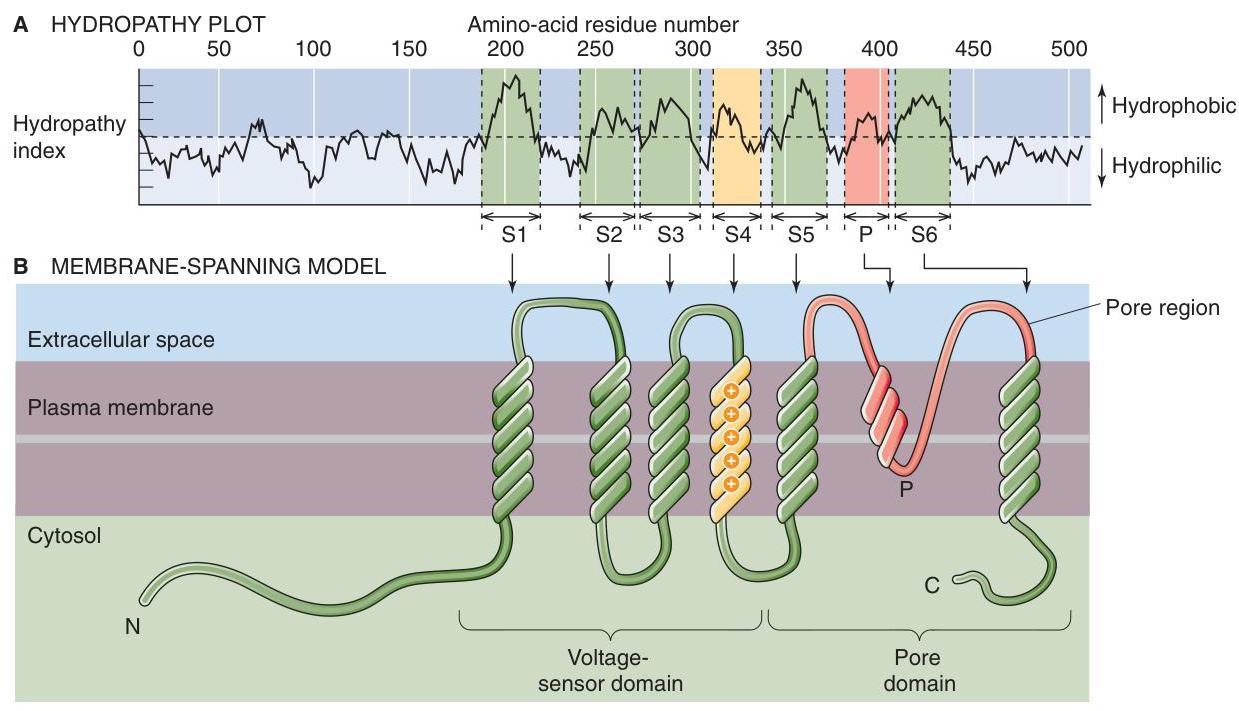 A HYDROPATHY PLOT
Amino-acid residue number
0 50 100 150 200 250 300 350 400 450 500
Hydropathy
index
Hydrophobic
Hydrophilic
S1 S2 S3 S4 S5 P S6
B MEMBRANE-SPANNING MODEL
Pore region
Extracellular space
Plasma membrane
+
+
+
+
+
P
Cytosol
C
N
Voltage-
sensor domain
Pore
domain